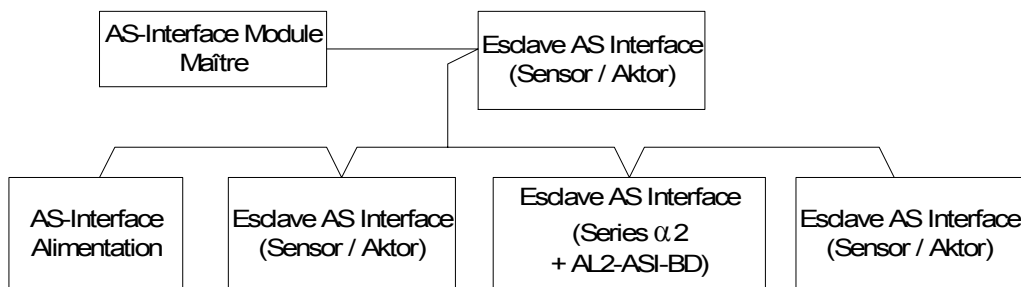 AS-Interface Module
Maître
Esclave AS Interface
(Sensor / Aktor)
AS-Interface
Alimentation
Esclave AS Interface
(Sensor / Aktor)
Esclave AS Interface
(Series α2
+ AL2-ASI-BD)
Esclave AS Interface
(Sensor / Aktor)